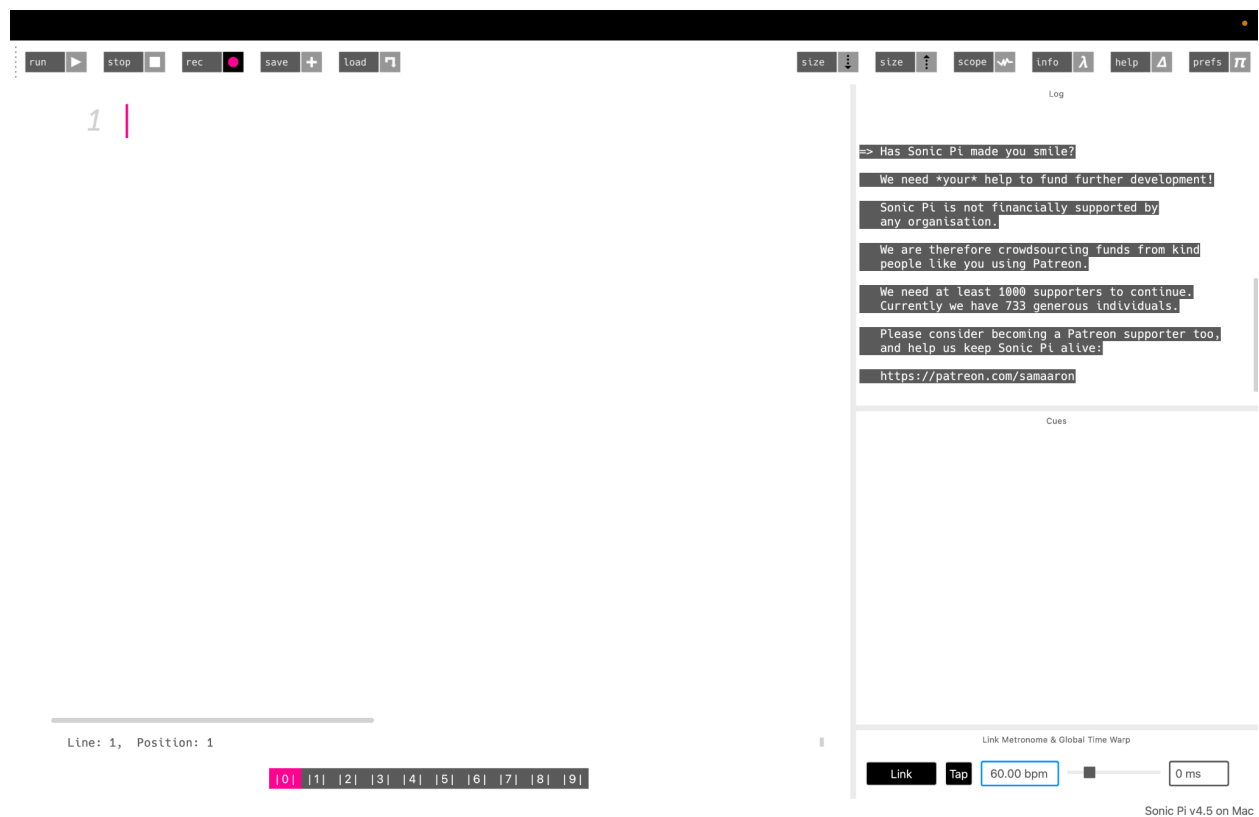 run
stop
rec
save
load
size
size
scope
info
help
prefs
1
Log
=> Has Sonic Pi made you smile?
We need *your* help to fund further development!
Sonic Pi is not financially supported by
any organisation.
We are therefore crowdsourcing funds from kind
people like you using Patreon.
We need at least 1000 supporters to continue.
Currently we have 733 generous individuals.
Please consider becoming a Patreon supporter too,
and help us keep Sonic Pi alive:
https://patreon.com/samaaron
Cues
Line: 1, Position: 1
|0| |1| |2| |3| |4| |5| |6| |7| |8| |9|
Link Metronome & Global Time Warp
Link
Tap
60.00 bpm
0 ms
Sonic Pi v4.5 on Mac